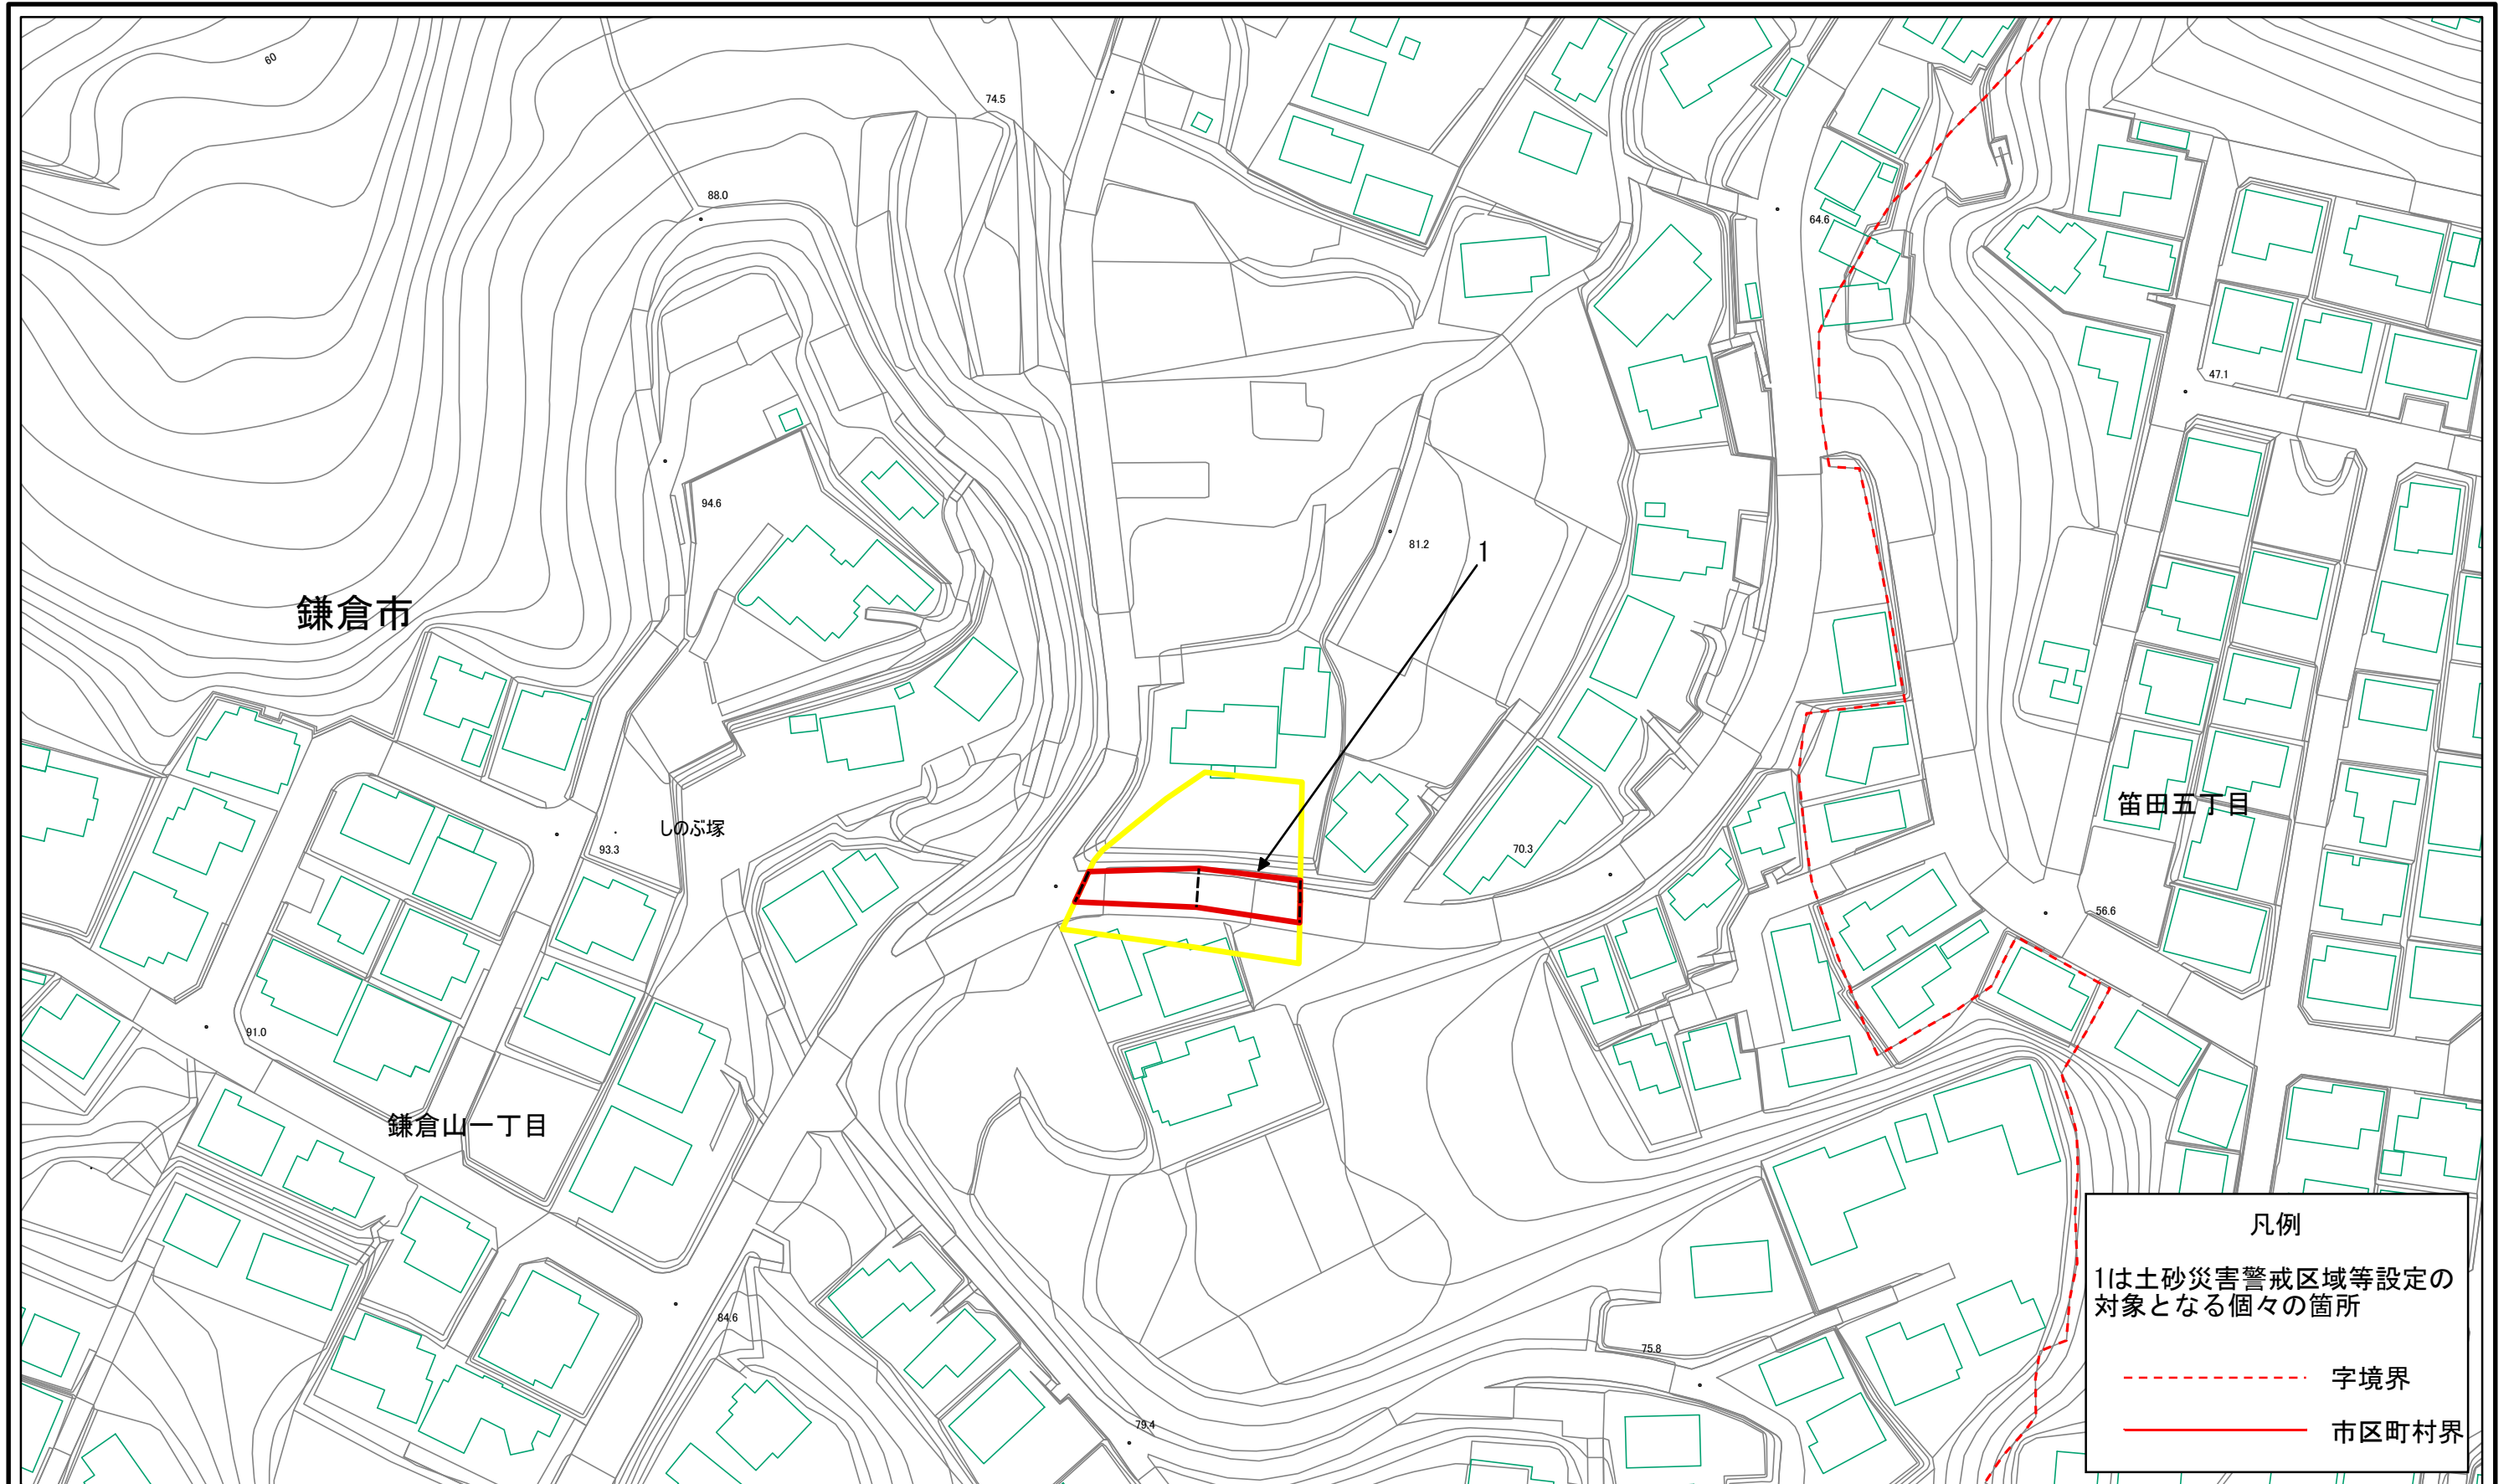 60
74.5
88.0
64.6
47.1
94.6
81.2
1
鎌倉市
笛田五丁目
しのぶ塚
93.3
70.3
56.6
91.0
鎌倉山一丁目
84.6
75.8
79.4
凡例
1は土砂災害警戒区域等設定の
対象となる個々の箇所
字境界
市区町村界